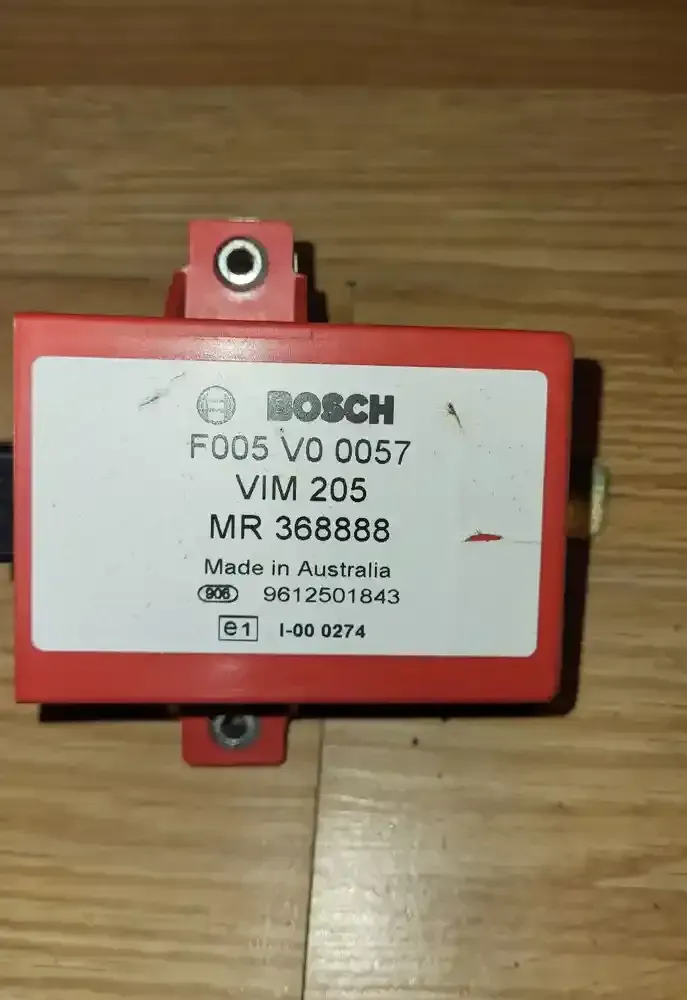 BOSCH
F005 V0 0057
VIM 205
MR 368888
Made in Australia
906 9612501843
e1 I-00 0274